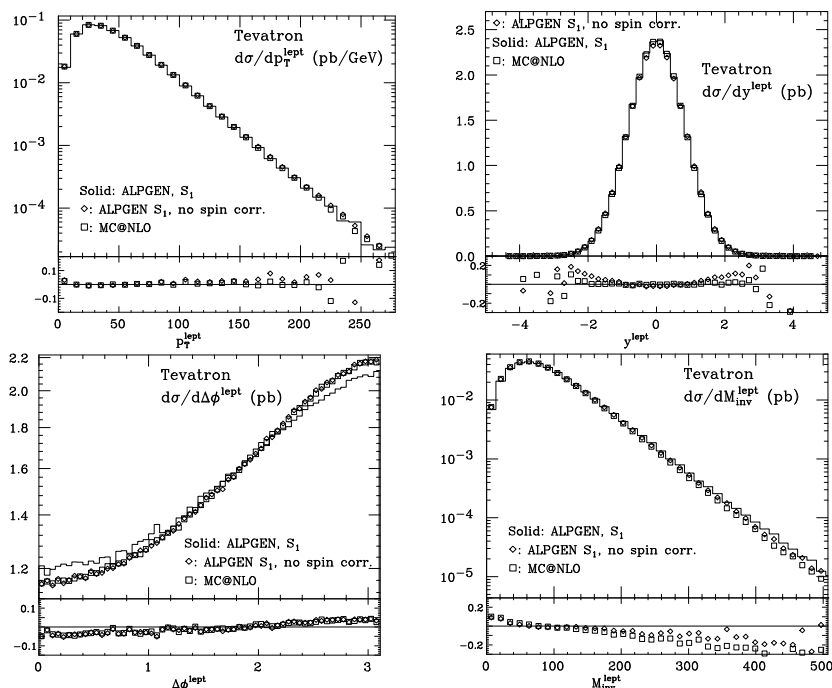 10⁻¹
10⁻²
10⁻³
10⁻⁴
0.1
−0.1
0
50
100
150
200
250
Tevatron
dσ/dp_T^lept (pb/GeV)
Solid: ALPGEN, S₁
◇: ALPGEN S₁, no spin corr.
□: MC@NLO
p_T^lept
2.5
2.0
1.5
1.0
0.5
0.0
0.2
−0.2
−4
−2
0
2
4
◇: ALPGEN S₁, no spin corr.
Solid: ALPGEN, S₁
□: MC@NLO
Tevatron
dσ/dy^lept (pb)
y^lept
2.2
2.0
1.8
1.6
1.4
1.2
0.1
−0.1
0
1
2
3
Tevatron
dσ/dΔϕ^lept (pb)
Solid: ALPGEN, S₁
◇: ALPGEN S₁, no spin corr.
□: MC@NLO
Δϕ^lept
10⁻²
10⁻³
10⁻⁴
10⁻⁵
0.2
−0.2
0
100
200
300
400
500
Tevatron
dσ/dM_inv^lept (pb)
Solid: ALPGEN, S₁
◇: ALPGEN S₁, no spin corr.
□: MC@NLO
M_inv^lept